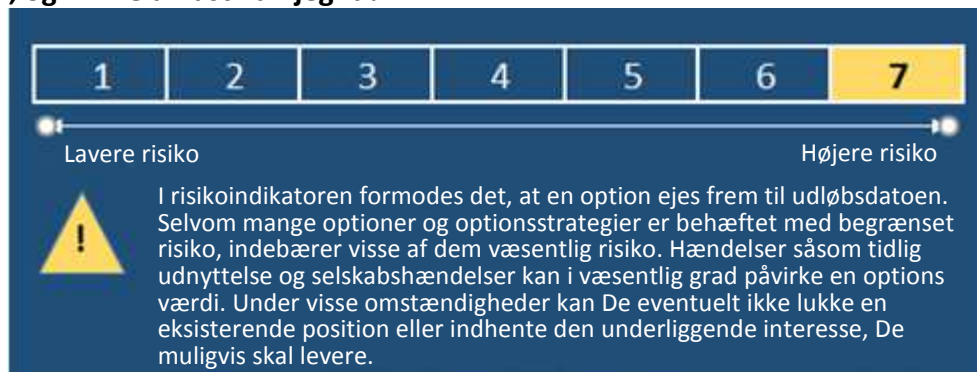 1 2 3 4 5 6 7
Lavere risiko Højere risiko
I risikoindikatoren formodes det, at en option ejes frem til udløbsdatoen.
Selvom mange optioner og optionsstrategier er behæftet med begrænset
! risiko, indebærer visse af dem væsentlig risiko. Hændelser såsom tidlig
udnyttelse og selskabshændelser kan i væsentlig grad påvirke en options
værdi. Under visse omstændigheder kan De eventuelt ikke lukke en
eksisterende position eller indhente den underliggende interesse, De
muligvis skal levere.